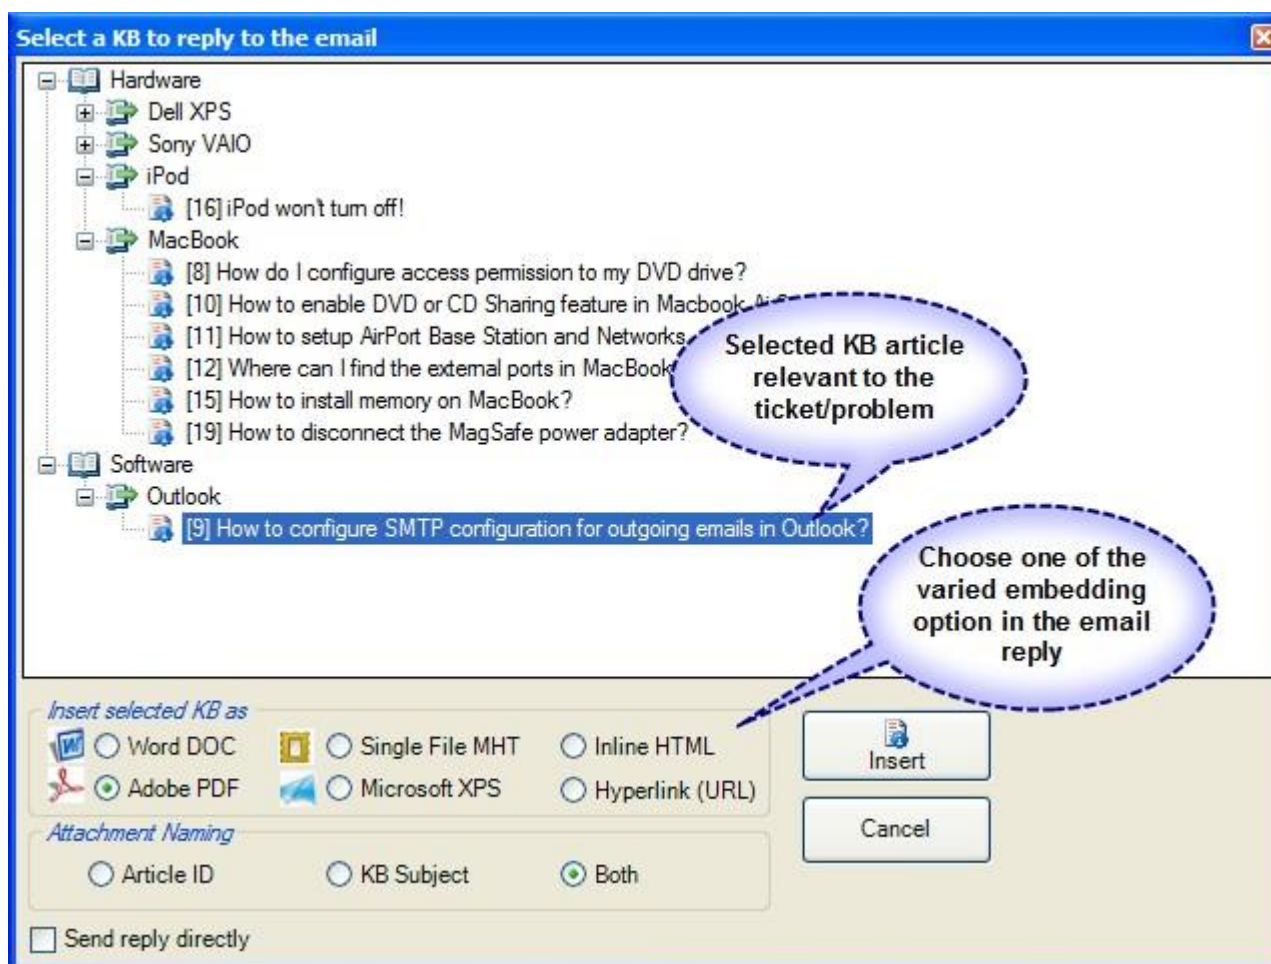 Select a KB to reply to the email
Hardware
Dell XPS
Sony VAIO
iPod
[16] iPod won't turn off!
MacBook
[8] How do I configure access permission to my DVD drive?
[10] How to enable DVD or CD Sharing feature in Macbook
[11] How to setup AirPort Base Station and Networks
[12] Where can I find the external ports in MacBook
[15] How to install memory on MacBook?
[19] How to disconnect the MagSafe power adapter?
Software
Outlook
[9] How to configure SMTP configuration for outgoing emails in Outlook?
Selected KB article
relevant to the
ticket/problem
Choose one of the
varied embedding
option in the email
reply
Insert selected KB as
Word DOC
Single File MHT
Inline HTML
Adobe PDF
Microsoft XPS
Hyperlink (URL)
Insert
Cancel
Attachment Naming
Article ID
KB Subject
Both
Send reply directly